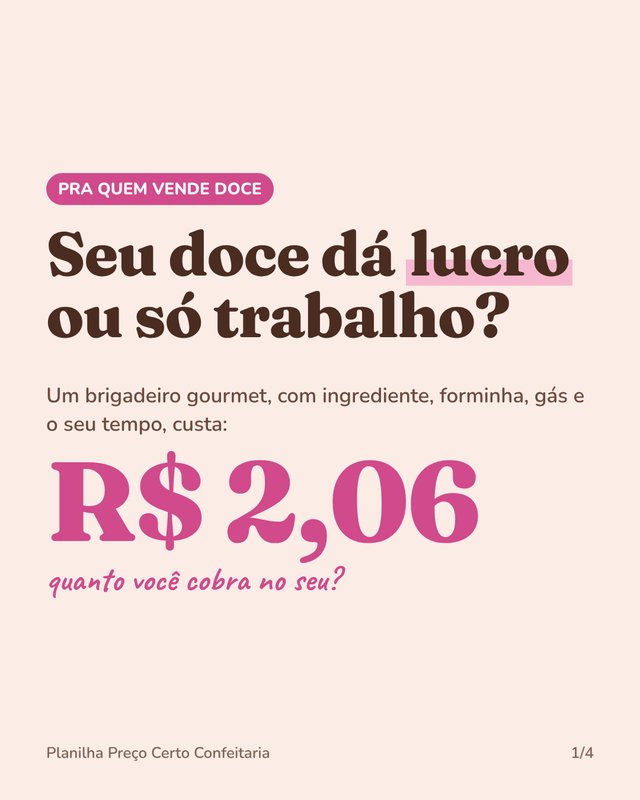 PRA QUEM VENDE DOCE
Seu doce dá lucro
ou só trabalho?
Um brigadeiro gourmet, com ingrediente, forminha, gás e
o seu tempo, custa:
R$ 2,06
quanto você cobra no seu?
Planilha Preço Certo Confeitaria
1/4